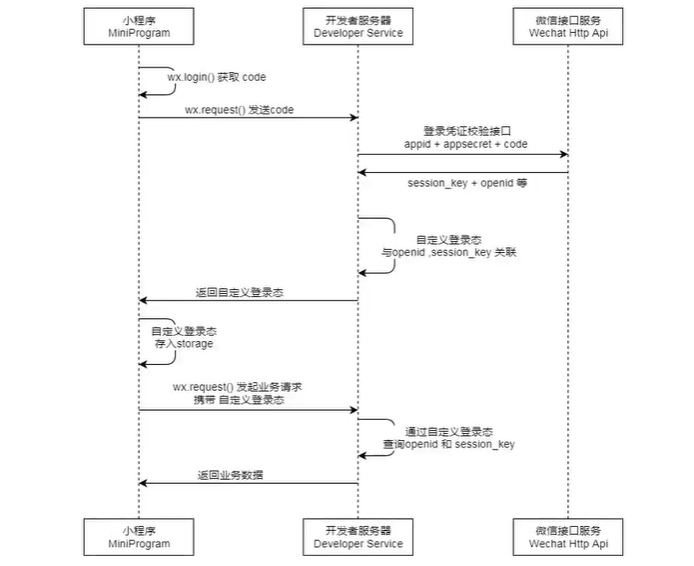 小程序
MiniProgram
开发者服务器
Developer Service
微信接口服务
Wechat Http Api
wx.login() 获取 code
wx.request() 发送code
登录凭证校验接口
appid + appsecret + code
session_key + openid 等
自定义登录态
与openid ,session_key 关联
返回自定义登录态
自定义登录态
存入storage
wx.request() 发起业务请求
携带 自定义登录态
通过自定义登录态
查询openid 和 session_key
返回业务数据
小程序
MiniProgram
开发者服务器
Developer Service
微信接口服务
Wechat Http Api